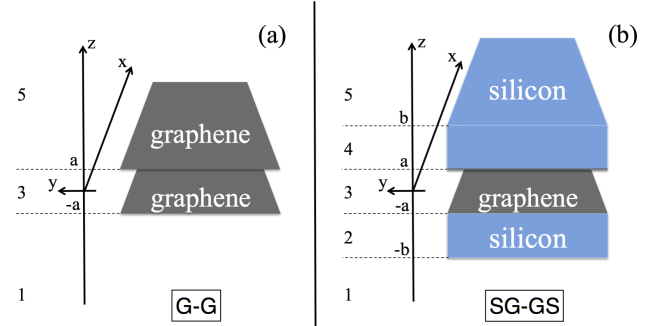 (a)
z
x
5
graphene
a
y
3
-a
graphene
1
G-G
(b)
z
x
silicon
5
b
4
a
y
3
-a
graphene
2
silicon
-b
1
SG-GS